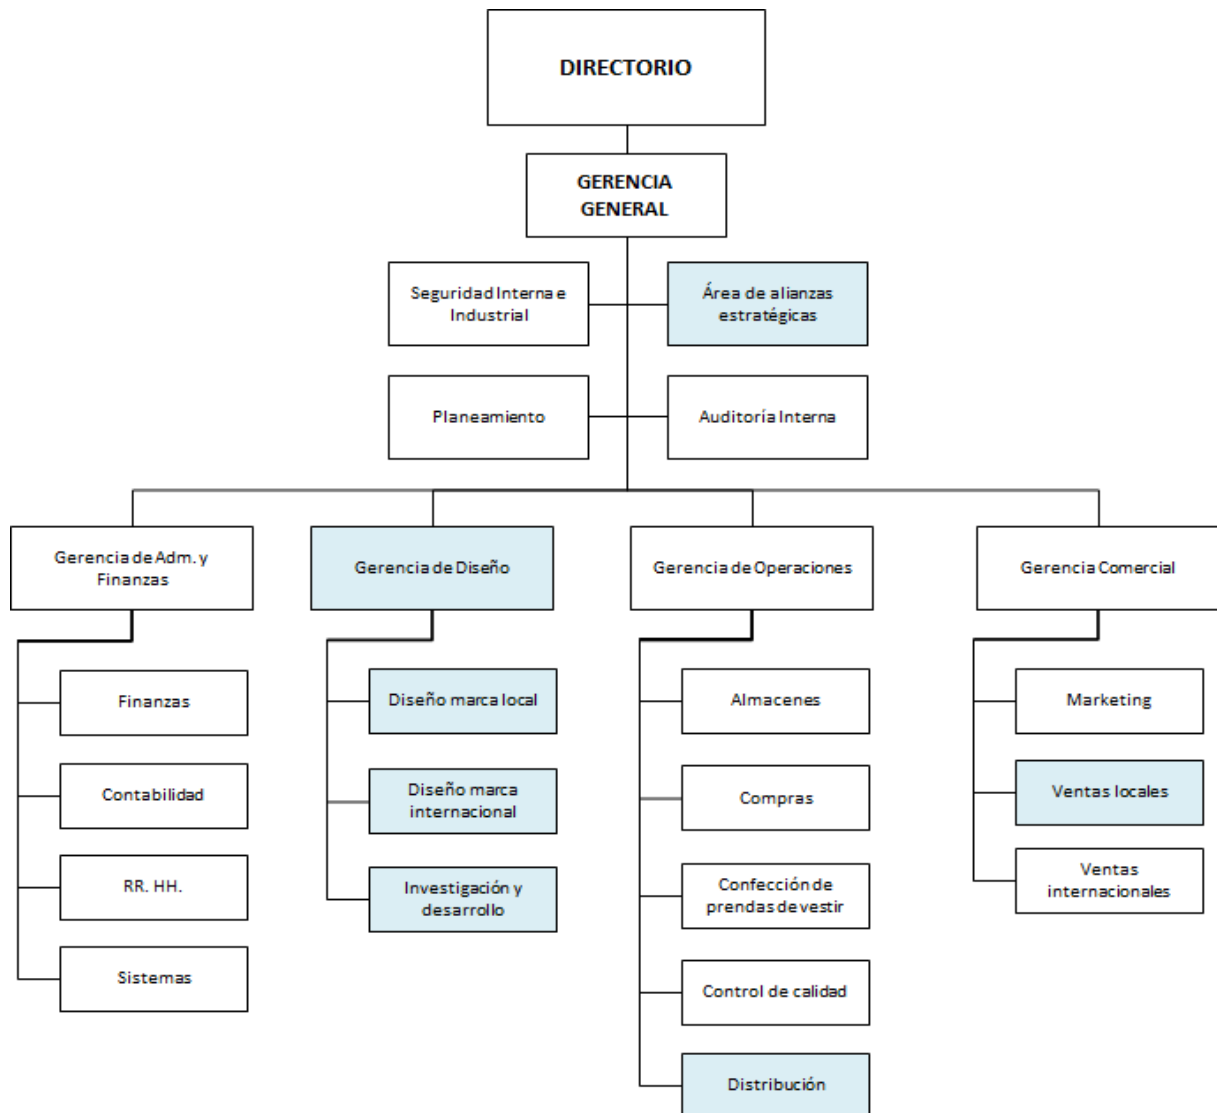 DIRECTORIO
GERENCIA
GENERAL
Seguridad Interna e
Industrial
Área de alianzas
estratégicas
Planeamiento
Auditoría Interna
Gerencia de Adm. y
Finanzas
Gerencia de Diseño
Gerencia de Operaciones
Gerencia Comercial
Finanzas
Contabilidad
RR. HH.
Sistemas
Diseño marca local
Diseño marca
internacional
Investigación y
desarrollo
Almacenes
Compras
Confección de
prendas de vestir
Control de calidad
Distribución
Marketing
Ventas locales
Ventas
internacionales